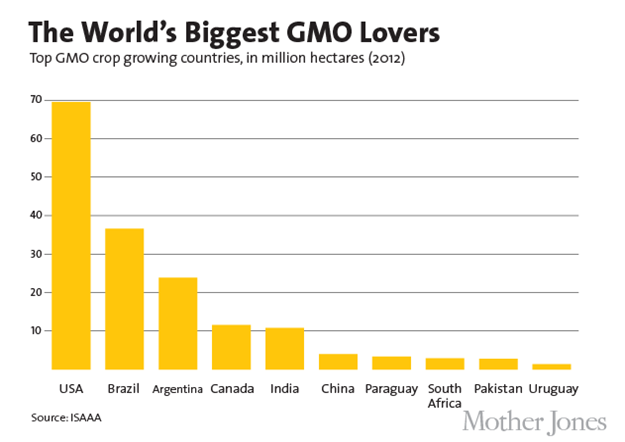 The World's Biggest GMO Lovers
Top GMO crop growing countries, in million hectares (2012)
70
60
50
40
30
20
10
USA Brazil Argentina Canada India China Paraguay South Africa Pakistan Uruguay
Source: ISAAA
Mother Jones